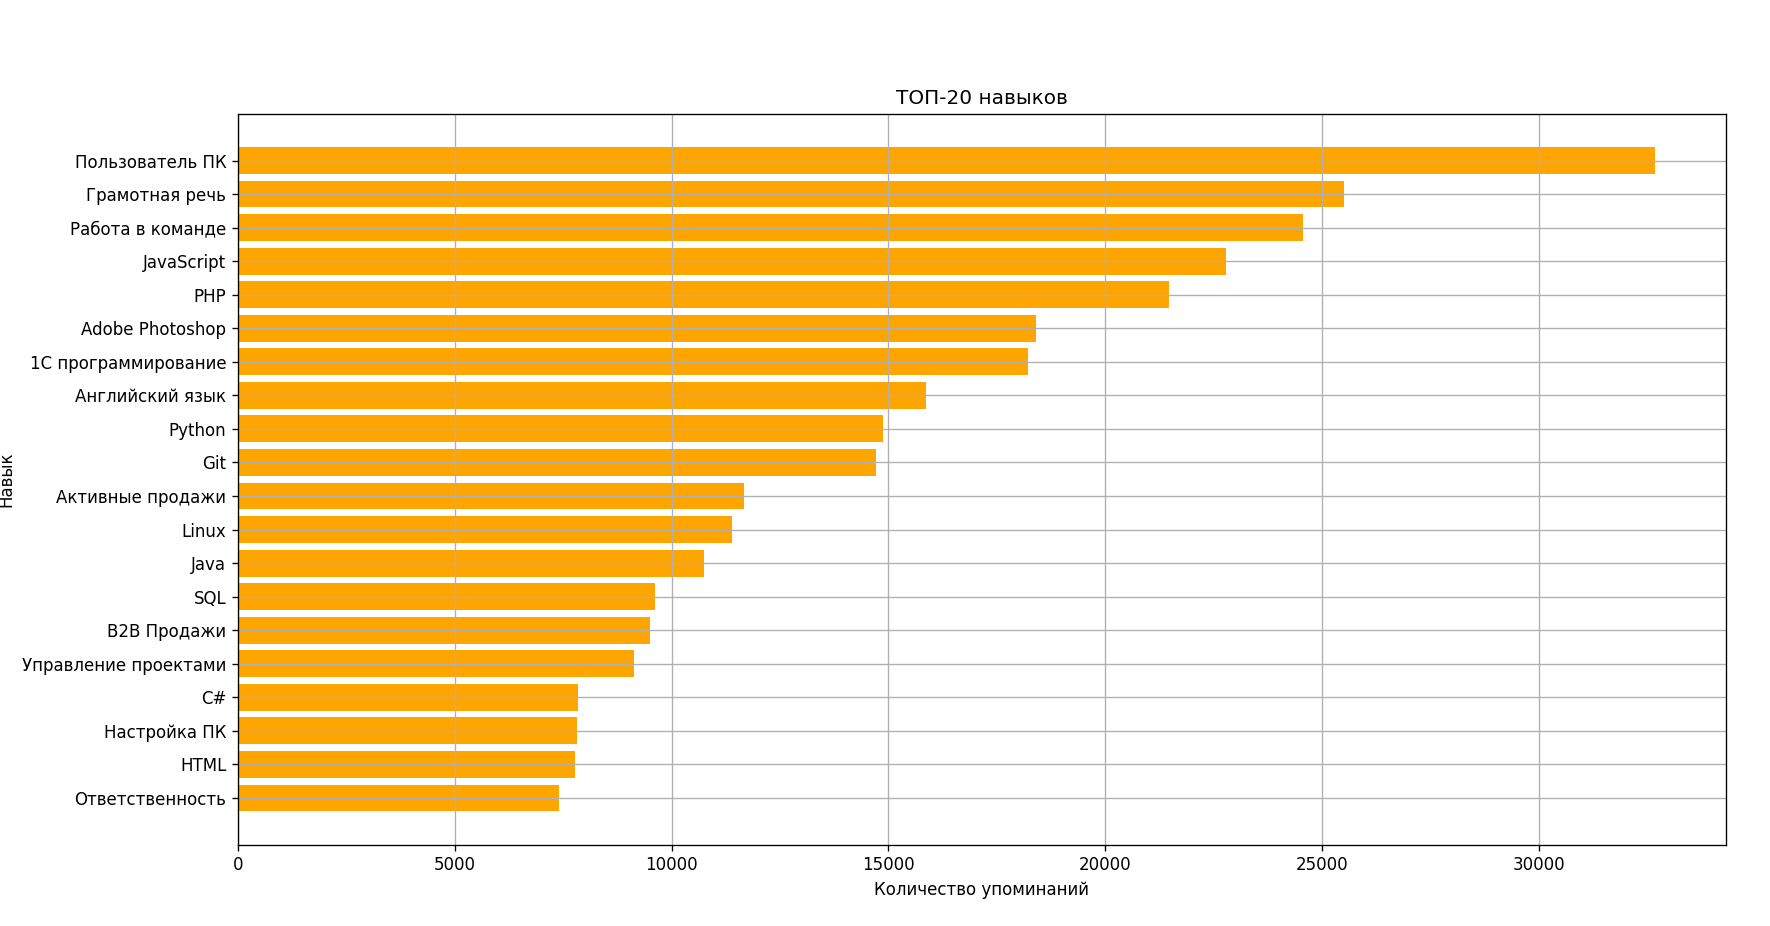 ТОП-20 навыков
Пользователь ПК
Грамотная речь
Работа в команде
JavaScript
PHP
Adobe Photoshop
1С программирование
Английский язык
Python
Git
Активные продажи
Linux
Java
SQL
B2B Продажи
Управление проектами
C#
Настройка ПК
HTML
Ответственность
Навык
0 5000 10000 15000 20000 25000 30000
Количество упоминаний